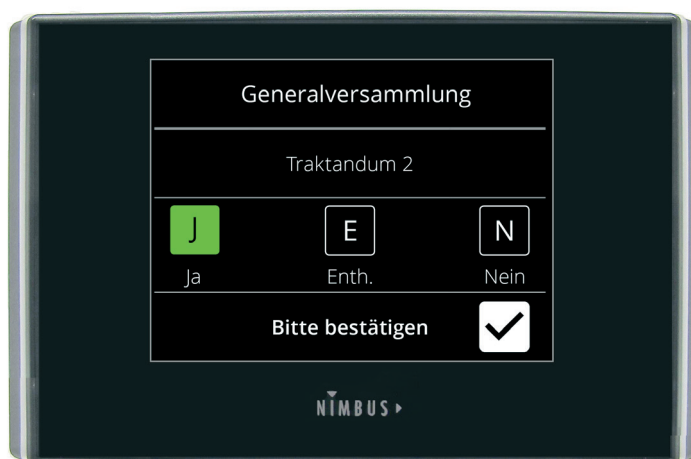 Generalversammlung
Traktandum 2
J E N
Ja Enth. Nein
Bitte bestätigen
NIMBUS